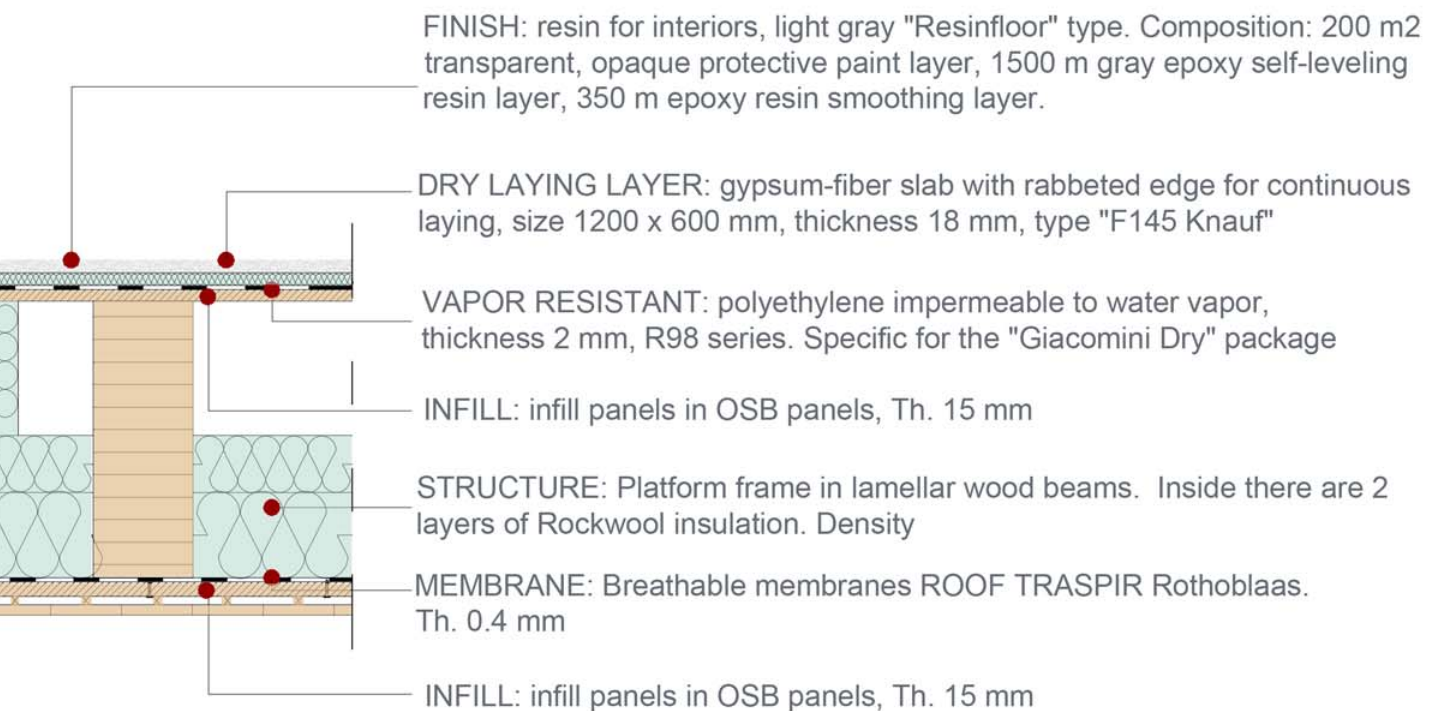 FINISH: resin for interiors, light gray "Resinfloor" type. Composition: 200 m2
transparent, opaque protective paint layer, 1500 m gray epoxy self-leveling
resin layer, 350 m epoxy resin smoothing layer.
DRY LAYING LAYER: gypsum-fiber slab with rabbeted edge for continuous
laying, size 1200 x 600 mm, thickness 18 mm, type "F145 Knauf"
VAPOR RESISTANT: polyethylene impermeable to water vapor,
thickness 2 mm, R98 series. Specific for the "Giacomini Dry" package
INFILL: infill panels in OSB panels, Th. 15 mm
STRUCTURE: Platform frame in lamellar wood beams. Inside there are 2
layers of Rockwool insulation. Density
MEMBRANE: Breathable membranes ROOF TRASPIR Rothoblaas.
Th. 0.4 mm
INFILL: infill panels in OSB panels, Th. 15 mm